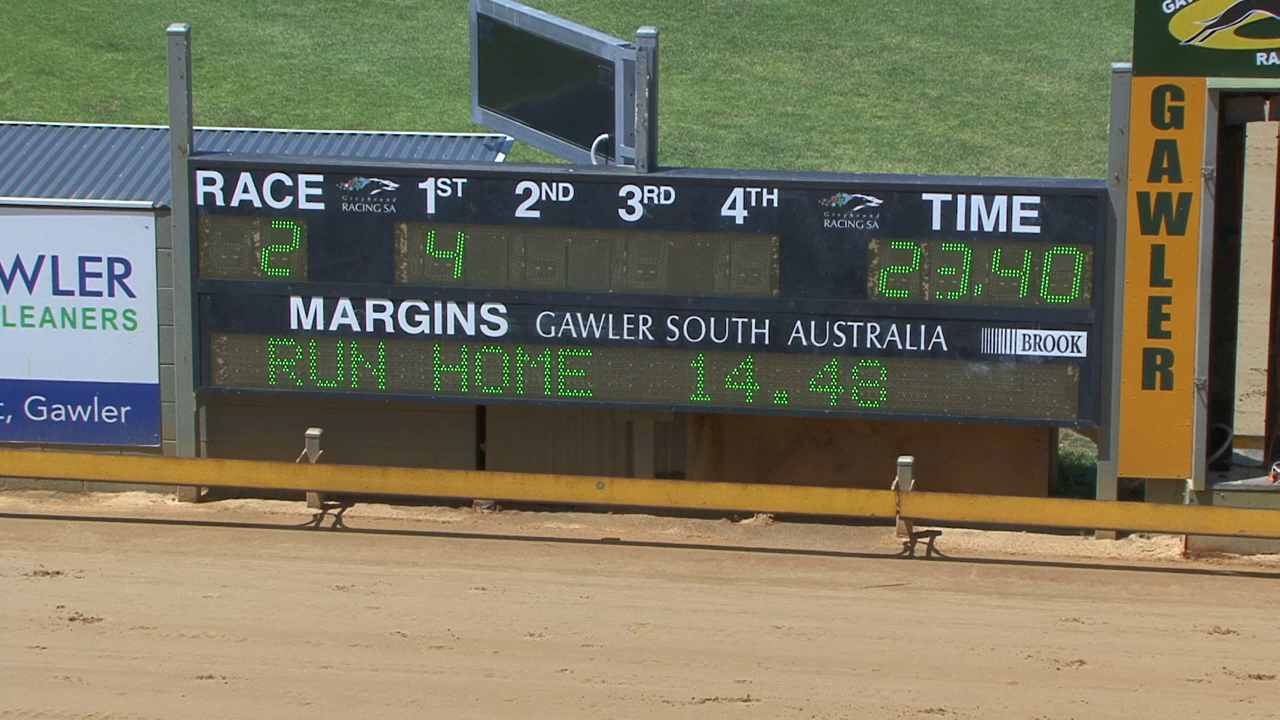 RACE Greyhound RACING SA 1ST 2ND 3RD 4TH Greyhound RACING SA TIME
2 4 23.40
MARGINS GAWLER SOUTH AUSTRALIA BROOK
RUN HOME 14.48
WLER
LEANERS
, Gawler
GAWLER